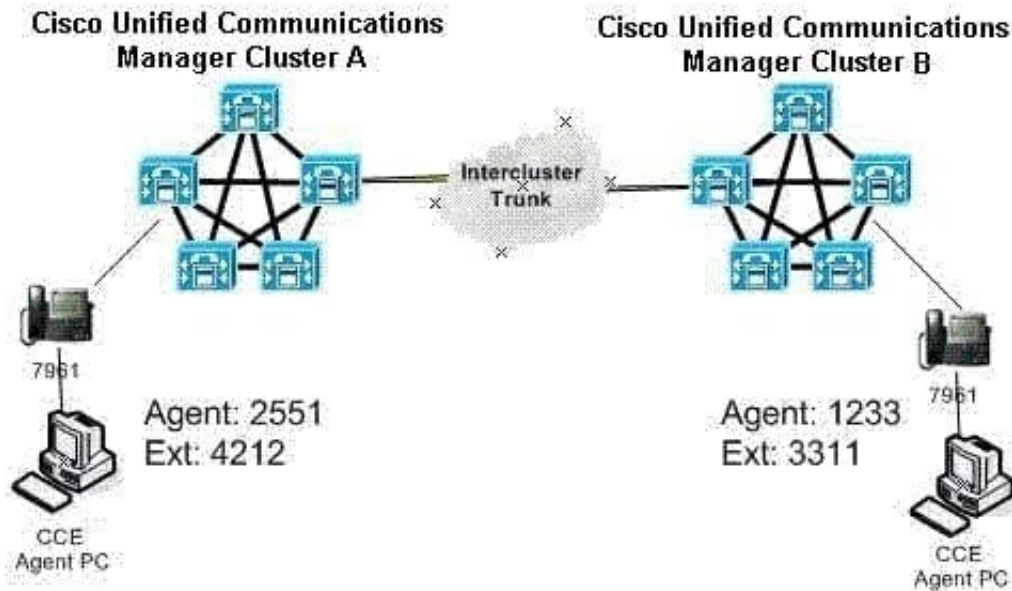 Cisco Unified Communications
Manager Cluster A
Cisco Unified Communications
Manager Cluster B
Intercluster
Trunk
7961
Agent: 2551
Ext: 4212
CCE
Agent PC
7961
Agent: 1233
Ext: 3311
CCE
Agent PC